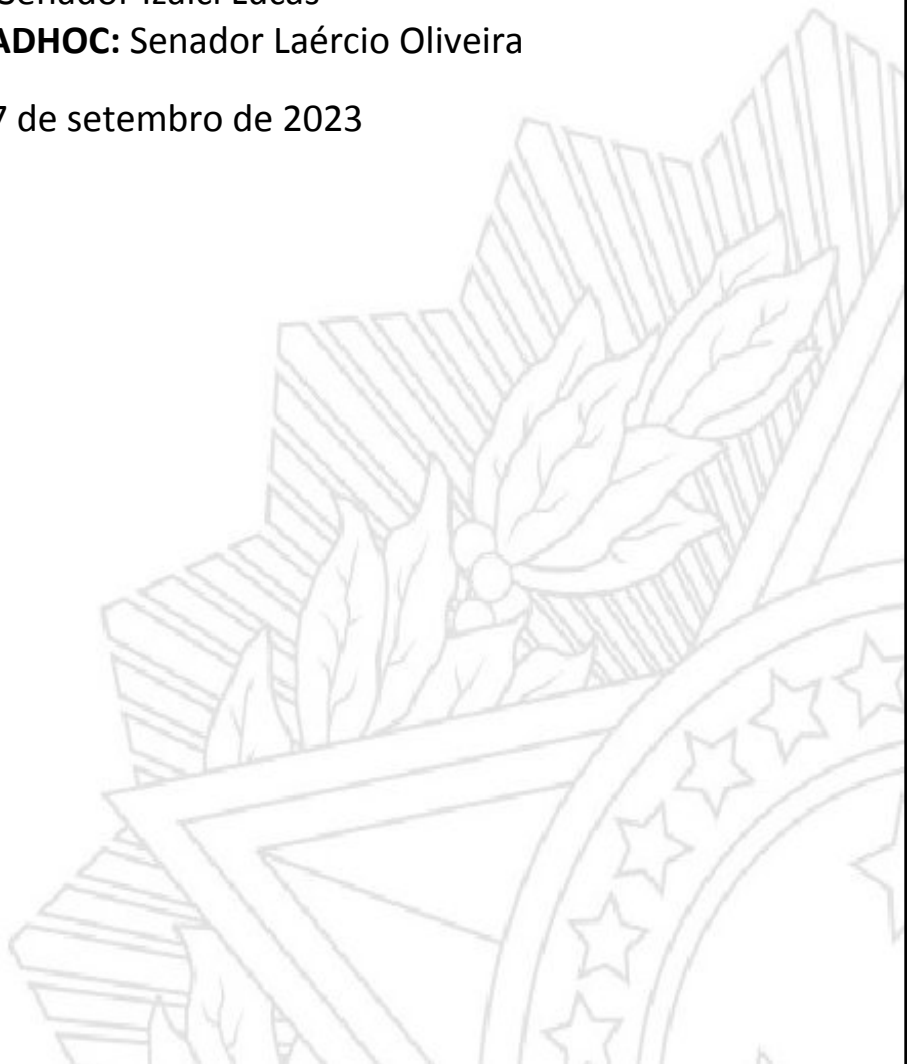 Senador Izalci Lucas
ADHOC: Senador Laércio Oliveira
7 de setembro de 2023